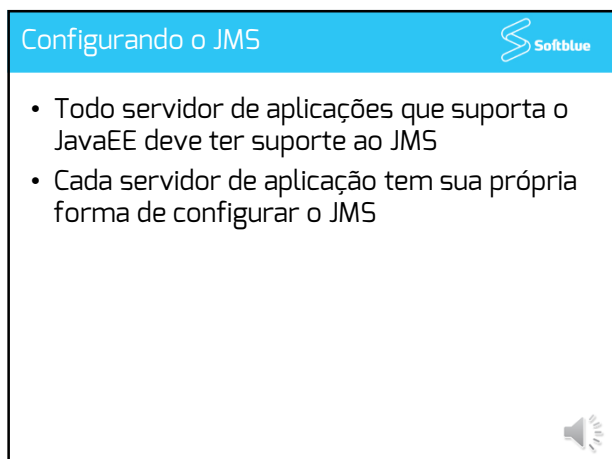 Configurando o JMS
Softblue
• Todo servidor de aplicações que suporta o
JavaEE deve ter suporte ao JMS
• Cada servidor de aplicação tem sua própria
forma de configurar o JMS